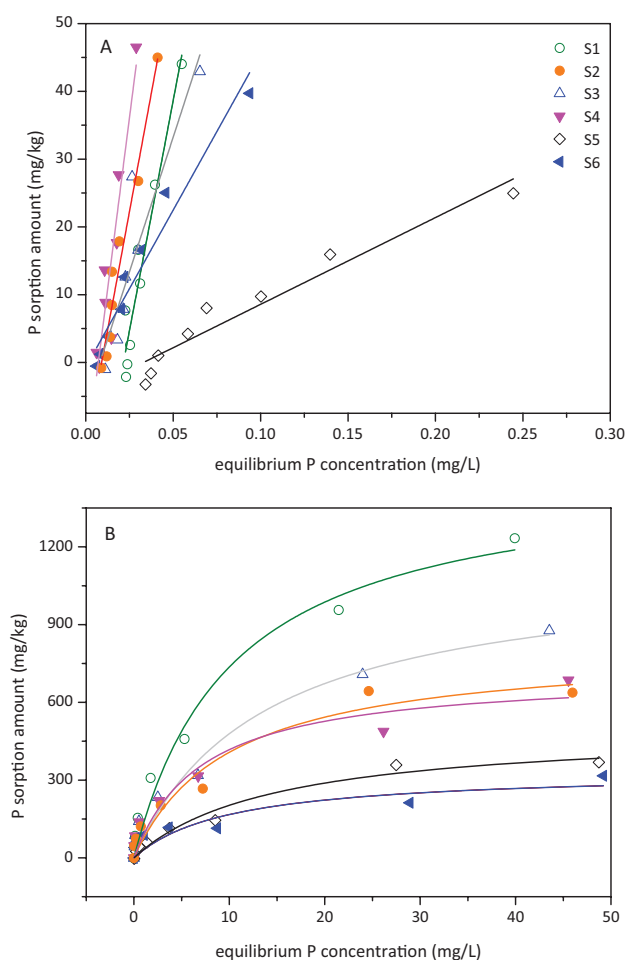 A
50
40
30
20
10
0
P sorption amount (mg/kg)
S1
S2
S3
S4
S5
S6
0.00 0.05 0.10 0.15 0.20 0.25 0.30
equilibrium P concentration (mg/L)
B
1200
900
600
300
0
P sorption amount (mg/kg)
0 10 20 30 40 50
equilibrium P concentration (mg/L)